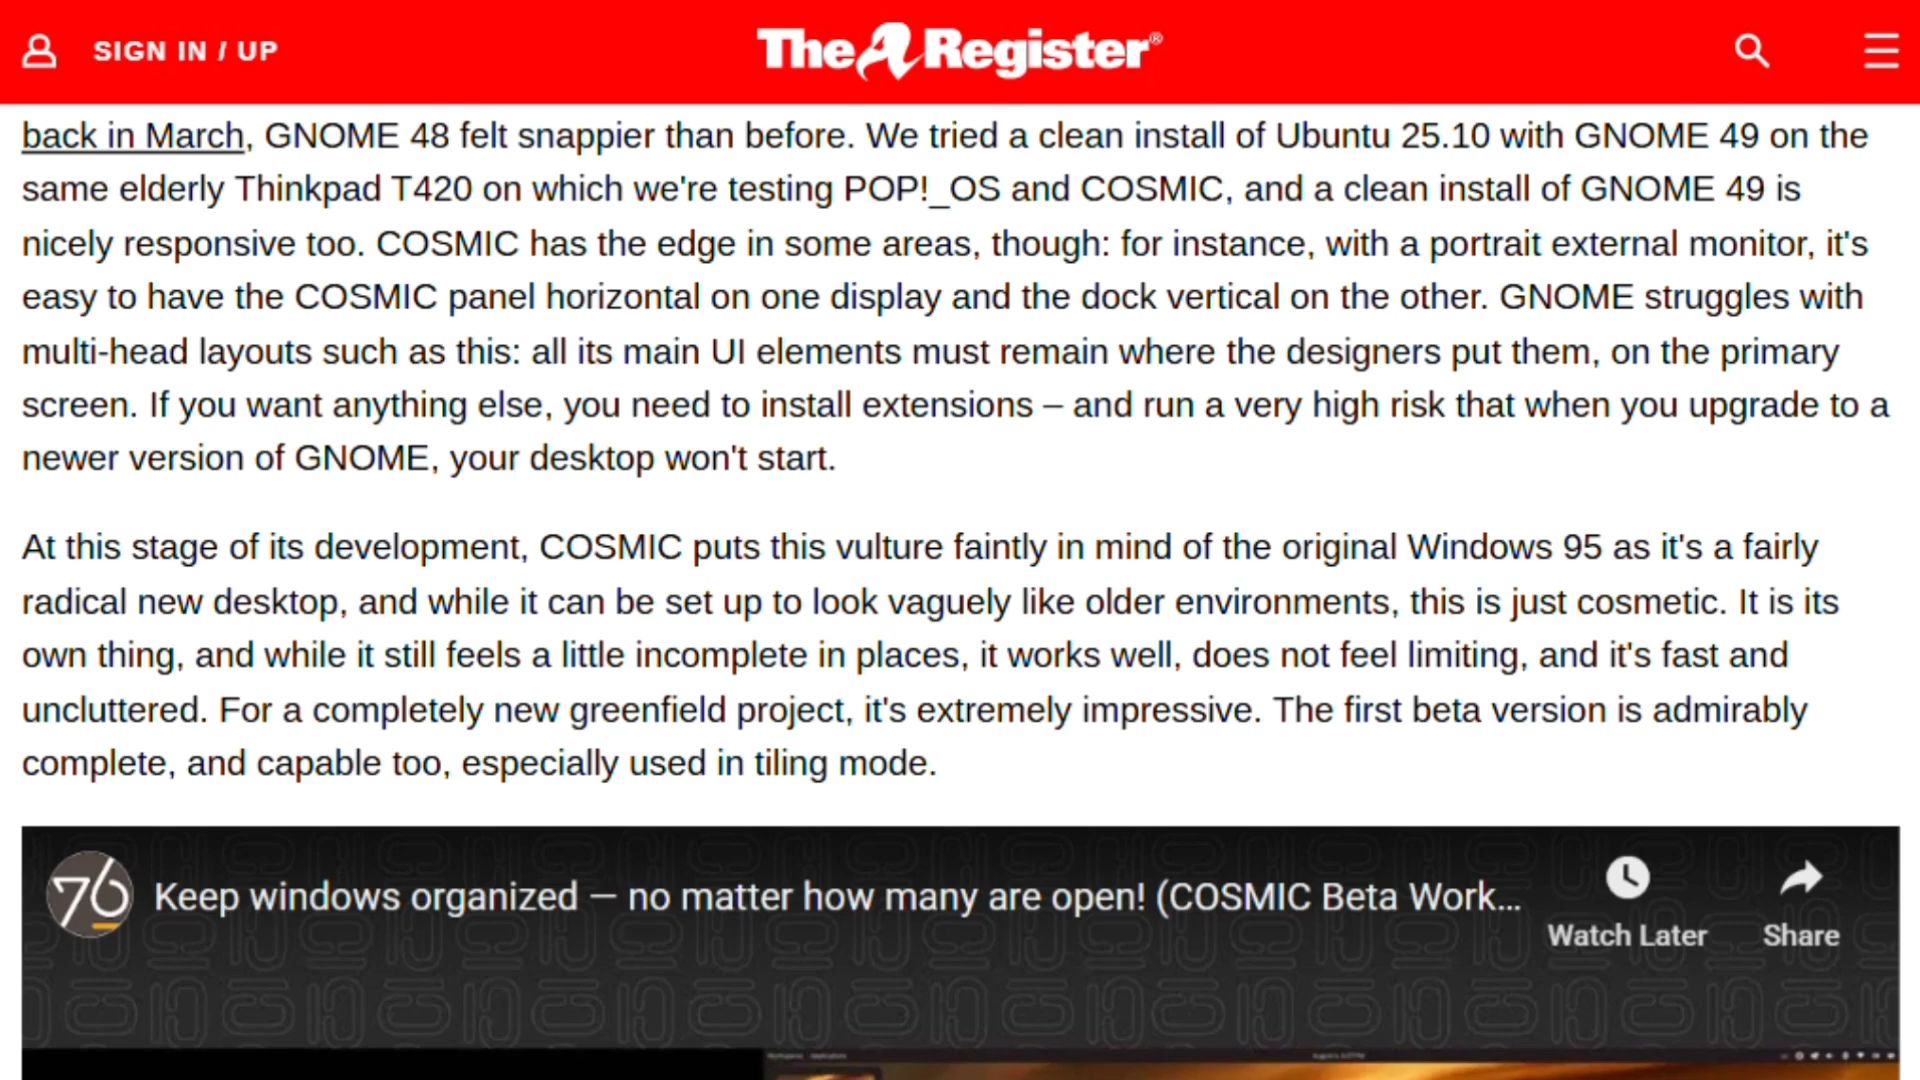 SIGN IN / UP
The Register®
back in March, GNOME 48 felt snappier than before. We tried a clean install of Ubuntu 25.10 with GNOME 49 on the
same elderly Thinkpad T420 on which we're testing POP!_OS and COSMIC, and a clean install of GNOME 49 is
nicely responsive too. COSMIC has the edge in some areas, though: for instance, with a portrait external monitor, it's
easy to have the COSMIC panel horizontal on one display and the dock vertical on the other. GNOME struggles with
multi-head layouts such as this: all its main UI elements must remain where the designers put them, on the primary
screen. If you want anything else, you need to install extensions – and run a very high risk that when you upgrade to a
newer version of GNOME, your desktop won't start.
At this stage of its development, COSMIC puts this vulture faintly in mind of the original Windows 95 as it's a fairly
radical new desktop, and while it can be set up to look vaguely like older environments, this is just cosmetic. It is its
own thing, and while it still feels a little incomplete in places, it works well, does not feel limiting, and it's fast and
uncluttered. For a completely new greenfield project, it's extremely impressive. The first beta version is admirably
complete, and capable too, especially used in tiling mode.
76
Keep windows organized — no matter how many are open! (COSMIC Beta Work...
Watch Later
Share